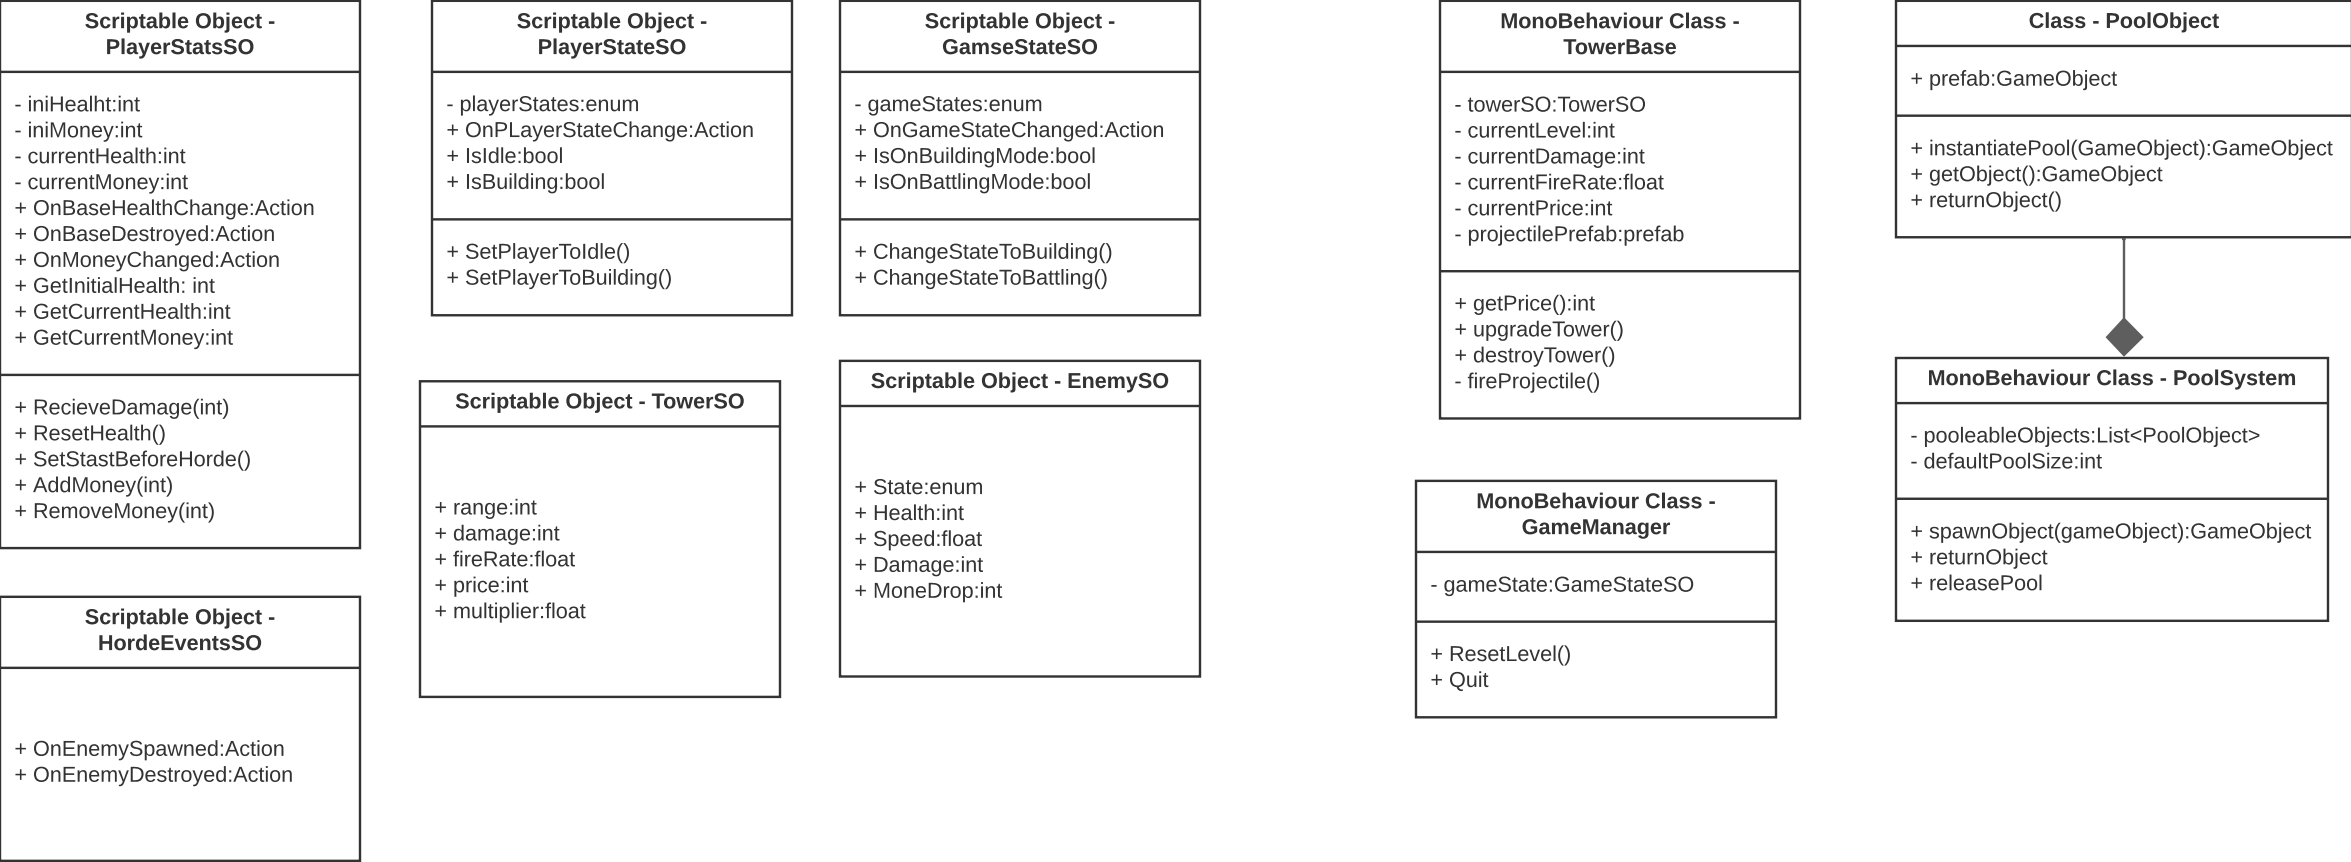 Scriptable Object -
PlayerStatsSO
- iniHealht:int
- iniMoney:int
- currentHealth:int
- currentMoney:int
+ OnBaseHealthChange:Action
+ OnBaseDestroyed:Action
+ OnMoneyChanged:Action
+ GetInitialHealth: int
+ GetCurrentHealth:int
+ GetCurrentMoney:int
+ RecieveDamage(int)
+ ResetHealth()
+ SetStastBeforeHorde()
+ AddMoney(int)
+ RemoveMoney(int)
Scriptable Object -
HordeEventsSO
+ OnEnemySpawned:Action
+ OnEnemyDestroyed:Action
Scriptable Object -
PlayerStateSO
- playerStates:enum
+ OnPLayerStateChange:Action
+ IsIdle:bool
+ IsBuilding:bool
+ SetPlayerToIdle()
+ SetPlayerToBuilding()
Scriptable Object - TowerSO
+ range:int
+ damage:int
+ fireRate:float
+ price:int
+ multiplier:float
Scriptable Object -
GamseStateSO
- gameStates:enum
+ OnGameStateChanged:Action
+ IsOnBuildingMode:bool
+ IsOnBattlingMode:bool
+ ChangeStateToBuilding()
+ ChangeStateToBattling()
Scriptable Object - EnemySO
+ State:enum
+ Health:int
+ Speed:float
+ Damage:int
+ MoneDrop:int
MonoBehaviour Class -
TowerBase
- towerSO:TowerSO
- currentLevel:int
- currentDamage:int
- currentFireRate:float
- currentPrice:int
- projectilePrefab:prefab
+ getPrice():int
+ upgradeTower()
+ destroyTower()
- fireProjectile()
MonoBehaviour Class -
GameManager
- gameState:GameStateSO
+ ResetLevel()
+ Quit
Class - PoolObject
+ prefab:GameObject
+ instantiatePool(GameObject):GameObject
+ getObject():GameObject
+ returnObject()
MonoBehaviour Class - PoolSystem
- pooleableObjects:List<PoolObject>
- defaultPoolSize:int
+ spawnObject(gameObject):GameObject
+ returnObject
+ releasePool